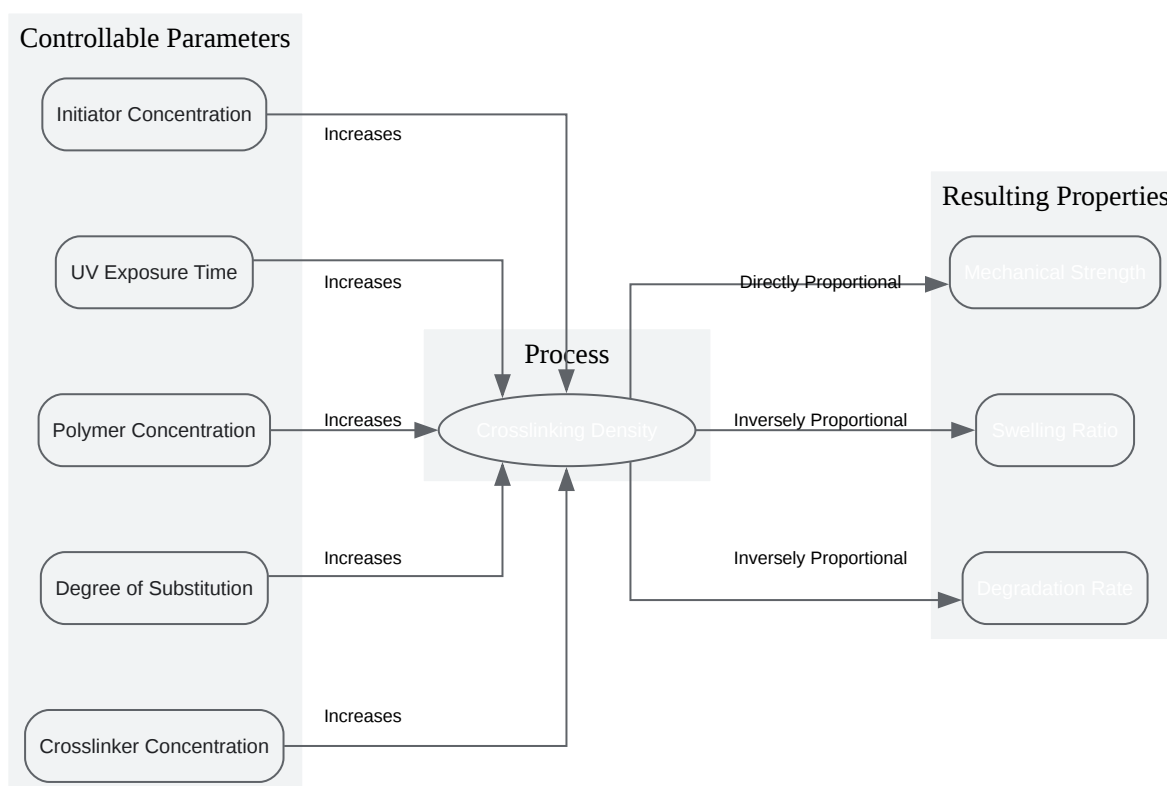 Controllable Parameters
Initiator Concentration
Increases
UV Exposure Time
Increases
Polymer Concentration
Increases
Degree of Substitution
Increases
Crosslinker Concentration
Increases
Process
Crosslinking Density
Resulting Properties
Directly Proportional
Mechanical Strength
Inversely Proportional
Swelling Ratio
Inversely Proportional
Degradation Rate